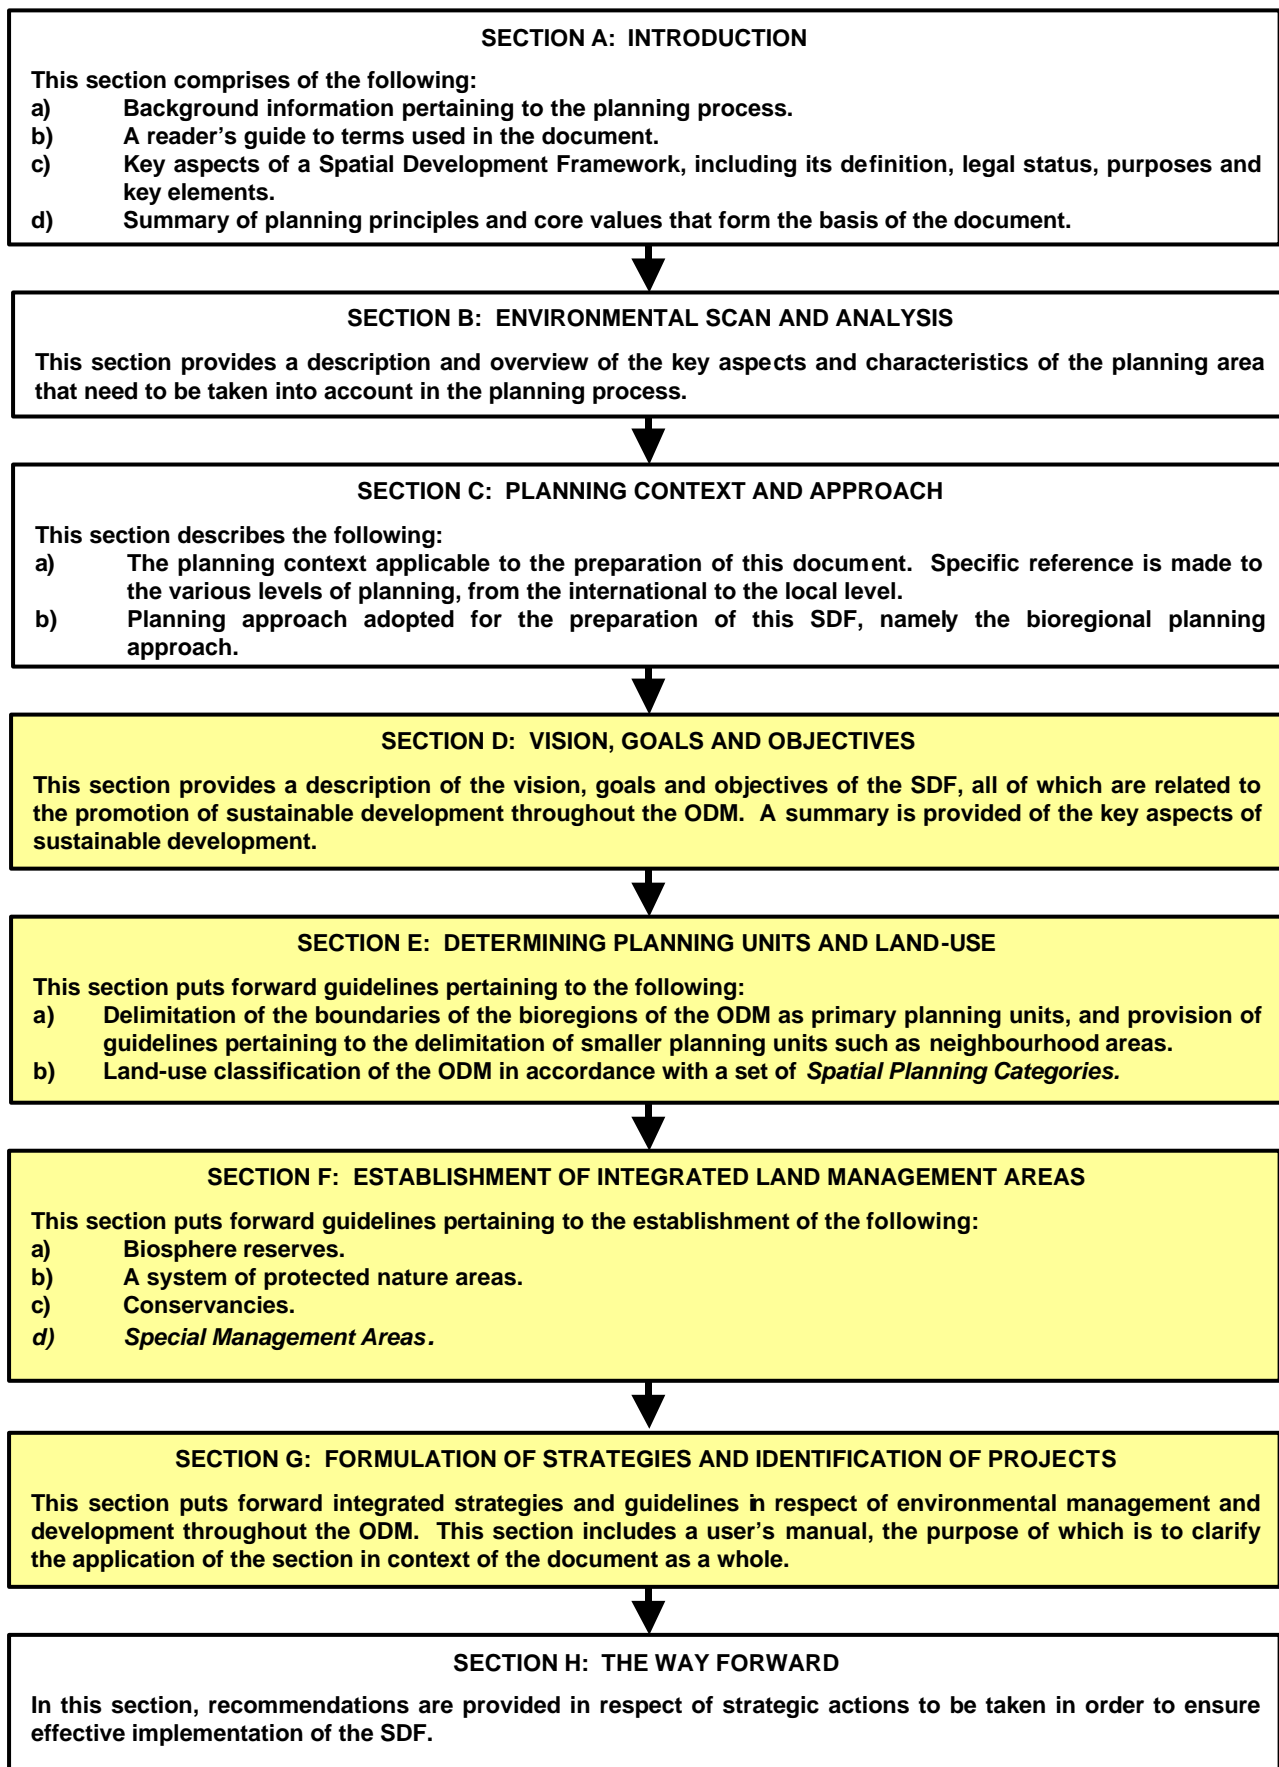 SECTION A: INTRODUCTION
This section comprises of the following:
a) Background information pertaining to the planning process.
b) A reader's guide to terms used in the document.
c) Key aspects of a Spatial Development Framework, including its definition, legal status, purposes and
key elements.
d) Summary of planning principles and core values that form the basis of the document.
SECTION B: ENVIRONMENTAL SCAN AND ANALYSIS
This section provides a description and overview of the key aspects and characteristics of the planning area
that need to be taken into account in the planning process.
SECTION C: PLANNING CONTEXT AND APPROACH
This section describes the following:
a) The planning context applicable to the preparation of this document. Specific reference is made to
the various levels of planning, from the international to the local level.
b) Planning approach adopted for the preparation of this SDF, namely the bioregional planning
approach.
SECTION D: VISION, GOALS AND OBJECTIVES
This section provides a description of the vision, goals and objectives of the SDF, all of which are related to
the promotion of sustainable development throughout the ODM. A summary is provided of the key aspects of
sustainable development.
SECTION E: DETERMINING PLANNING UNITS AND LAND-USE
This section puts forward guidelines pertaining to the following:
a) Delimitation of the boundaries of the bioregions of the ODM as primary planning units, and provision of
guidelines pertaining to the delimitation of smaller planning units such as neighbourhood areas.
b) Land-use classification of the ODM in accordance with a set of Spatial Planning Categories.
SECTION F: ESTABLISHMENT OF INTEGRATED LAND MANAGEMENT AREAS
This section puts forward guidelines pertaining to the establishment of the following:
a) Biosphere reserves.
b) A system of protected nature areas.
c) Conservancies.
d) Special Management Areas.
SECTION G: FORMULATION OF STRATEGIES AND IDENTIFICATION OF PROJECTS
This section puts forward integrated strategies and guidelines in respect of environmental management and
development throughout the ODM. This section includes a user's manual, the purpose of which is to clarify
the application of the section in context of the document as a whole.
SECTION H: THE WAY FORWARD
In this section, recommendations are provided in respect of strategic actions to be taken in order to ensure
effective implementation of the SDF.